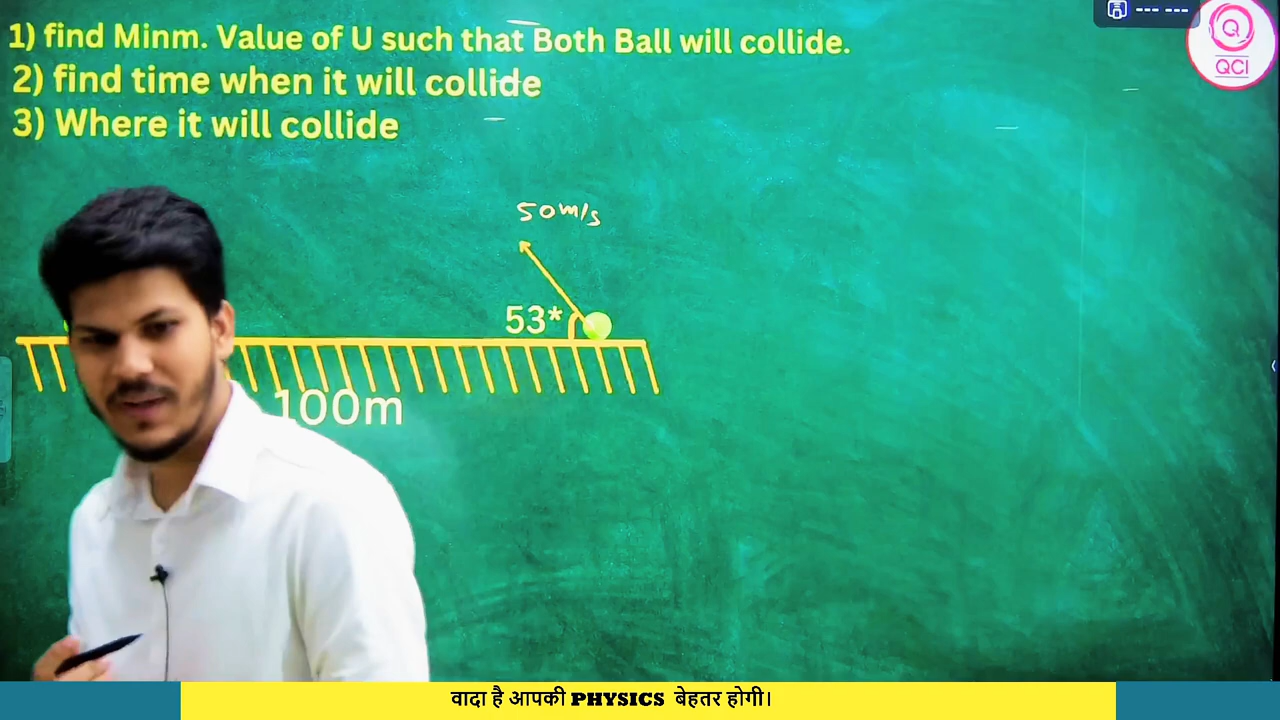 1) find Minm. Value of U such that Both Ball will collide.
2) find time when it will collide
3) Where it will collide
Q
QCI
50m/s
53*
100m
वादा है आपकी PHYSICS बेहतर होगी।